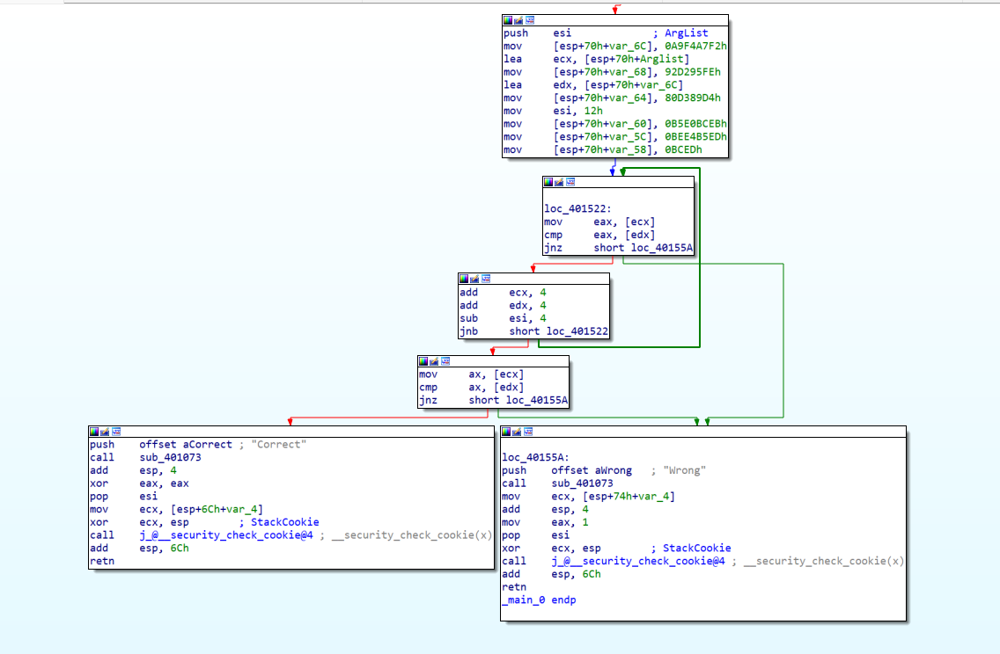 push    esi             ; ArgList
mov     [esp+70h+var_6C], 0A9F4A7F2h
lea     ecx, [esp+70h+Arglist]
mov     [esp+70h+var_68], 92D295FEh
lea     edx, [esp+70h+var_6C]
mov     [esp+70h+var_64], 80D389D4h
mov     esi, 12h
mov     [esp+70h+var_60], 0B5E0BCEBh
mov     [esp+70h+var_5C], 0BEE4B5EDh
mov     [esp+70h+var_58], 0BCEDh
loc_401522:
mov     eax, [ecx]
cmp     eax, [edx]
jnz     short loc_40155A
add     ecx, 4
add     edx, 4
sub     esi, 4
jnb     short loc_401522
mov     ax, [ecx]
cmp     ax, [edx]
jnz     short loc_40155A
push    offset aCorrect ; "Correct"
call    sub_401073
add     esp, 4
xor     eax, eax
pop     esi
mov     ecx, [esp+6Ch+var_4]
xor     ecx, esp        ; StackCookie
call    j_@__security_check_cookie@4 ; __security_check_cookie(x)
add     esp, 6Ch
retn
loc_40155A:
push    offset aWrong   ; "Wrong"
call    sub_401073
mov     ecx, [esp+74h+var_4]
add     esp, 4
mov     eax, 1
pop     esi
xor     ecx, esp        ; StackCookie
call    j_@__security_check_cookie@4 ; __security_check_cookie(x)
add     esp, 6Ch
retn
_main_0 endp